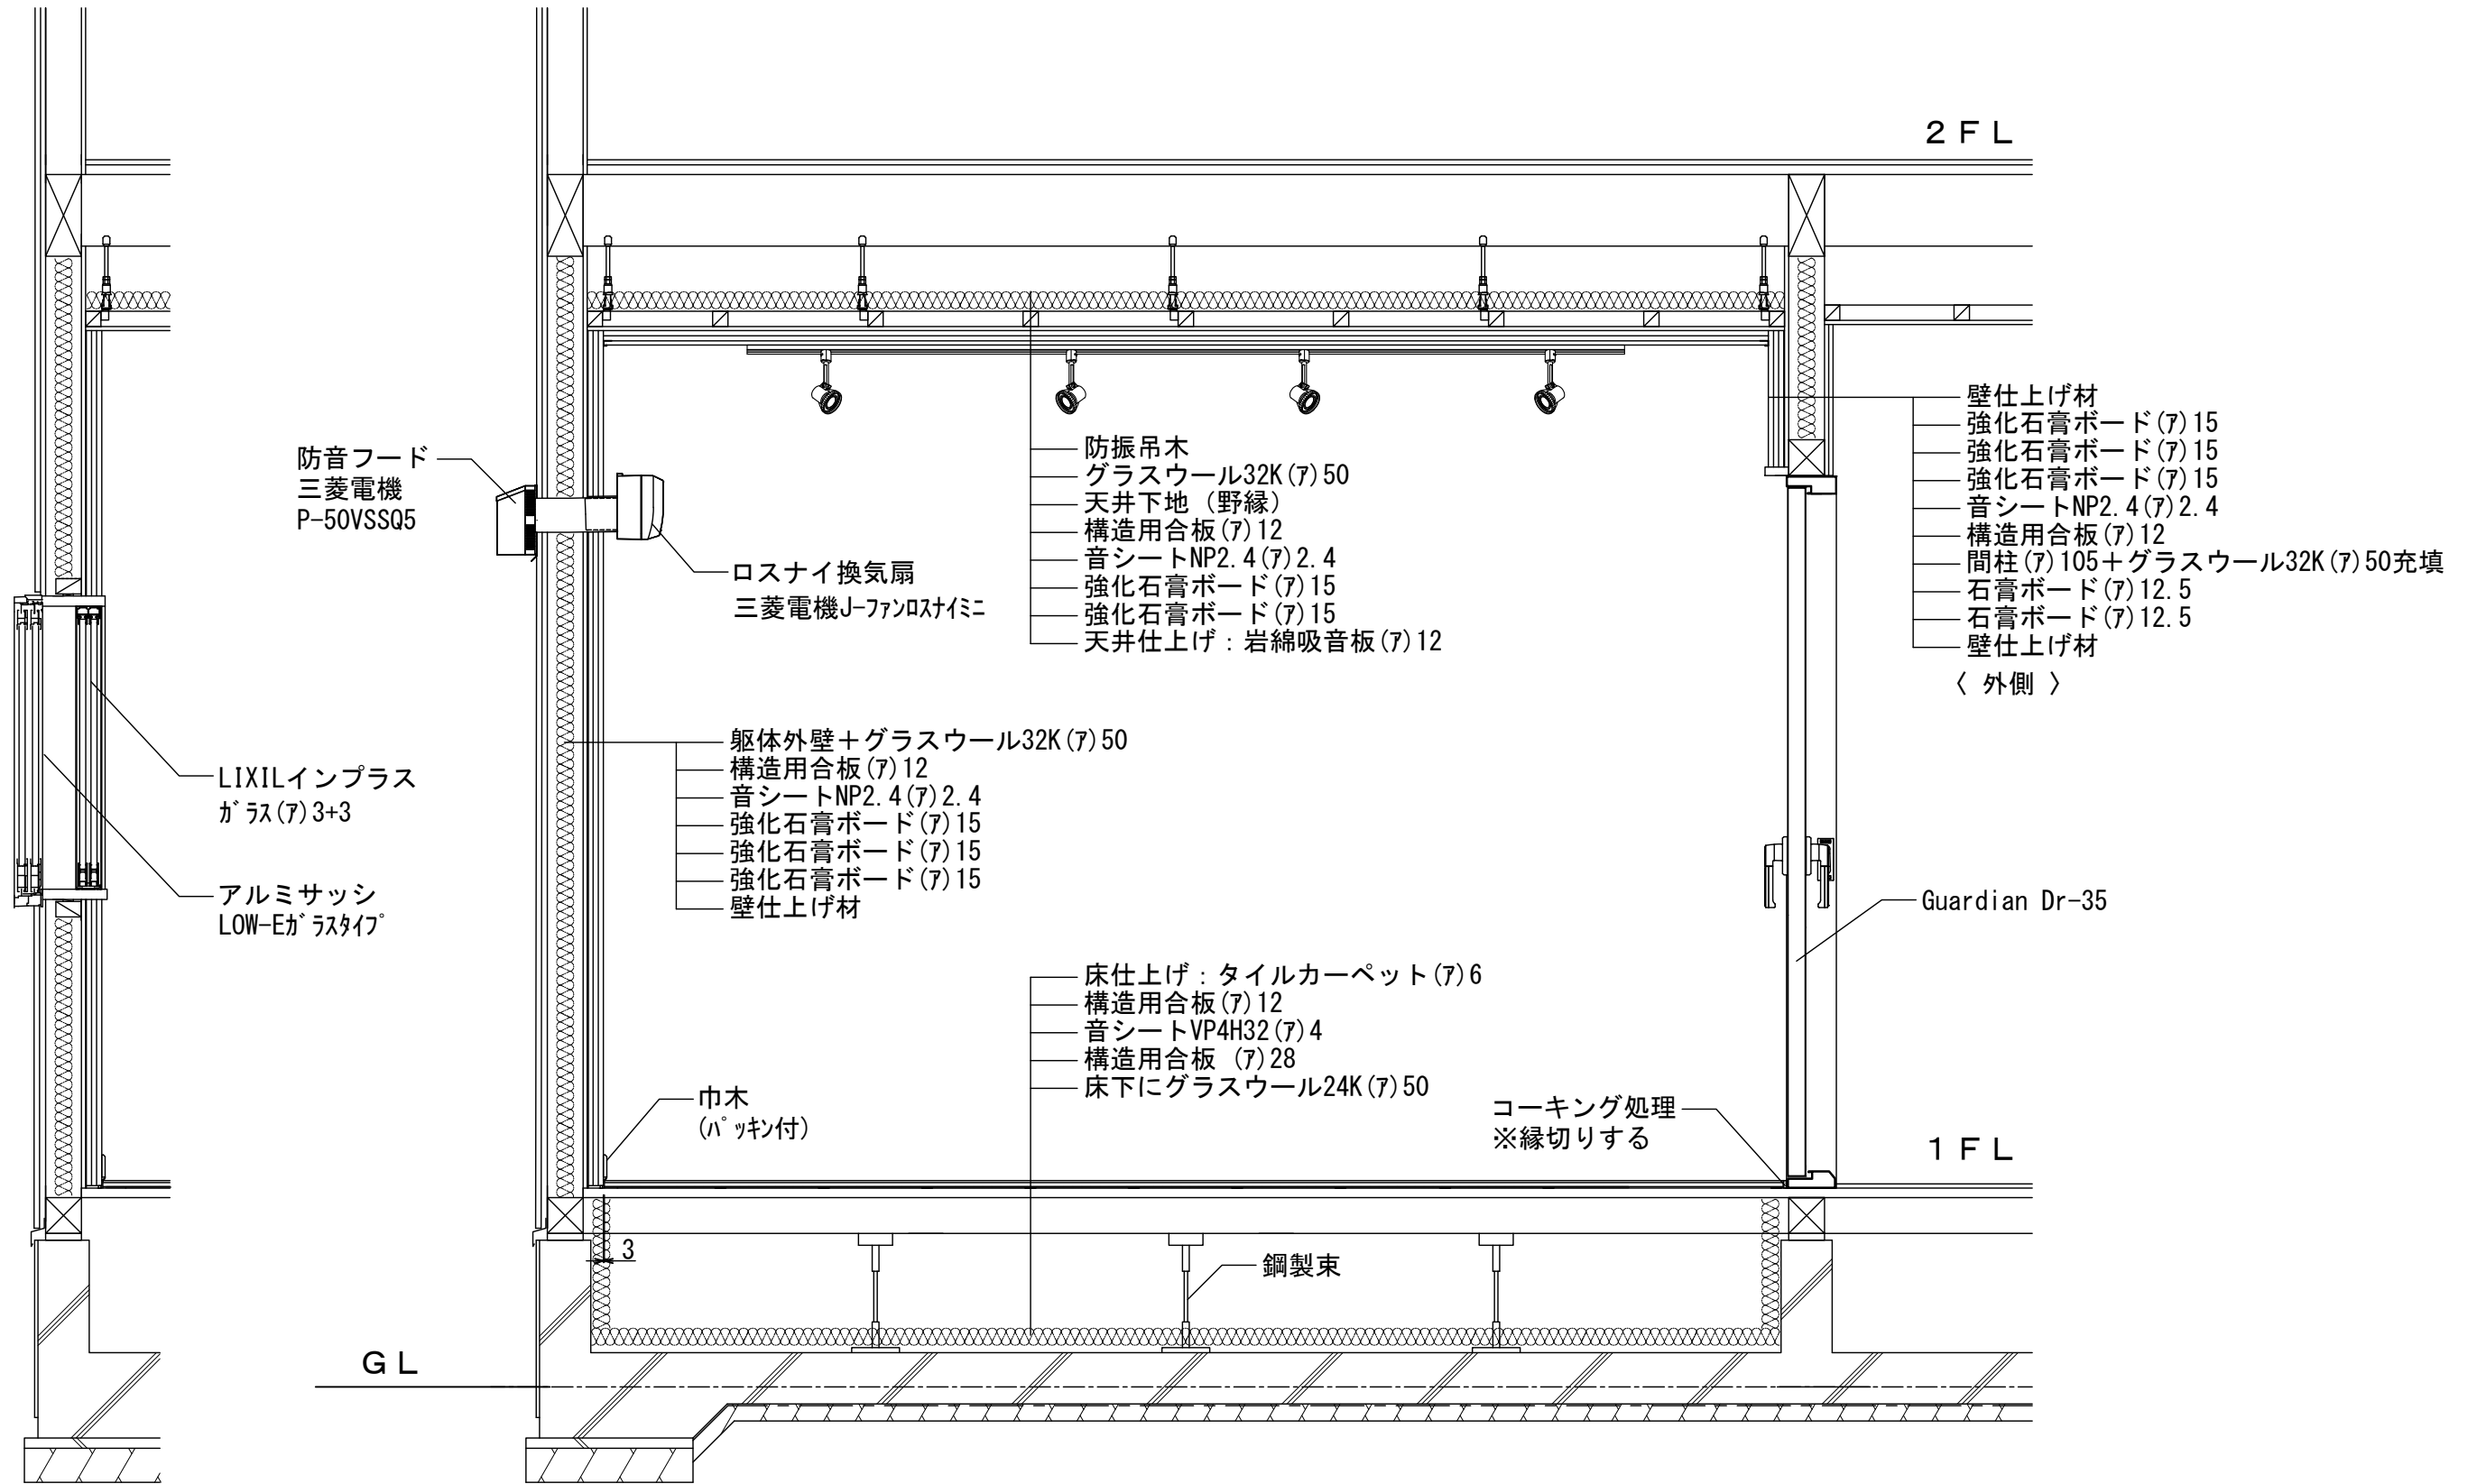 2FL
防音フード
三菱電機
P-50VSSQ5
ロスナイ換気扇
三菱電機J-ファンロスナイミニ
防振吊木
グラスウール32K(ア)50
天井下地（野縁）
構造用合板(ア)12
音シートNP2.4(ア)2.4
強化石膏ボード(ア)15
強化石膏ボード(ア)15
天井仕上げ：岩綿吸音板(ア)12
壁仕上げ材
強化石膏ボード(ア)15
強化石膏ボード(ア)15
強化石膏ボード(ア)15
音シートNP2.4(ア)2.4
構造用合板(ア)12
間柱(ア)105＋グラスウール32K(ア)50充填
石膏ボード(ア)12.5
石膏ボード(ア)12.5
壁仕上げ材
〈 外側 〉
LIXILインプラス
ガラス(ア)3+3
アルミサッシ
LOW-Eガラスタイプ
躯体外壁＋グラスウール32K(ア)50
構造用合板(ア)12
音シートNP2.4(ア)2.4
強化石膏ボード(ア)15
強化石膏ボード(ア)15
強化石膏ボード(ア)15
壁仕上げ材
Guardian Dr-35
床仕上げ：タイルカーペット(ア)6
構造用合板(ア)12
音シートVP4H32(ア)4
構造用合板 (ア)28
床下にグラスウール24K(ア)50
巾木
(パッキン付)
コーキング処理
※縁切りする
1FL
3
鋼製束
GL